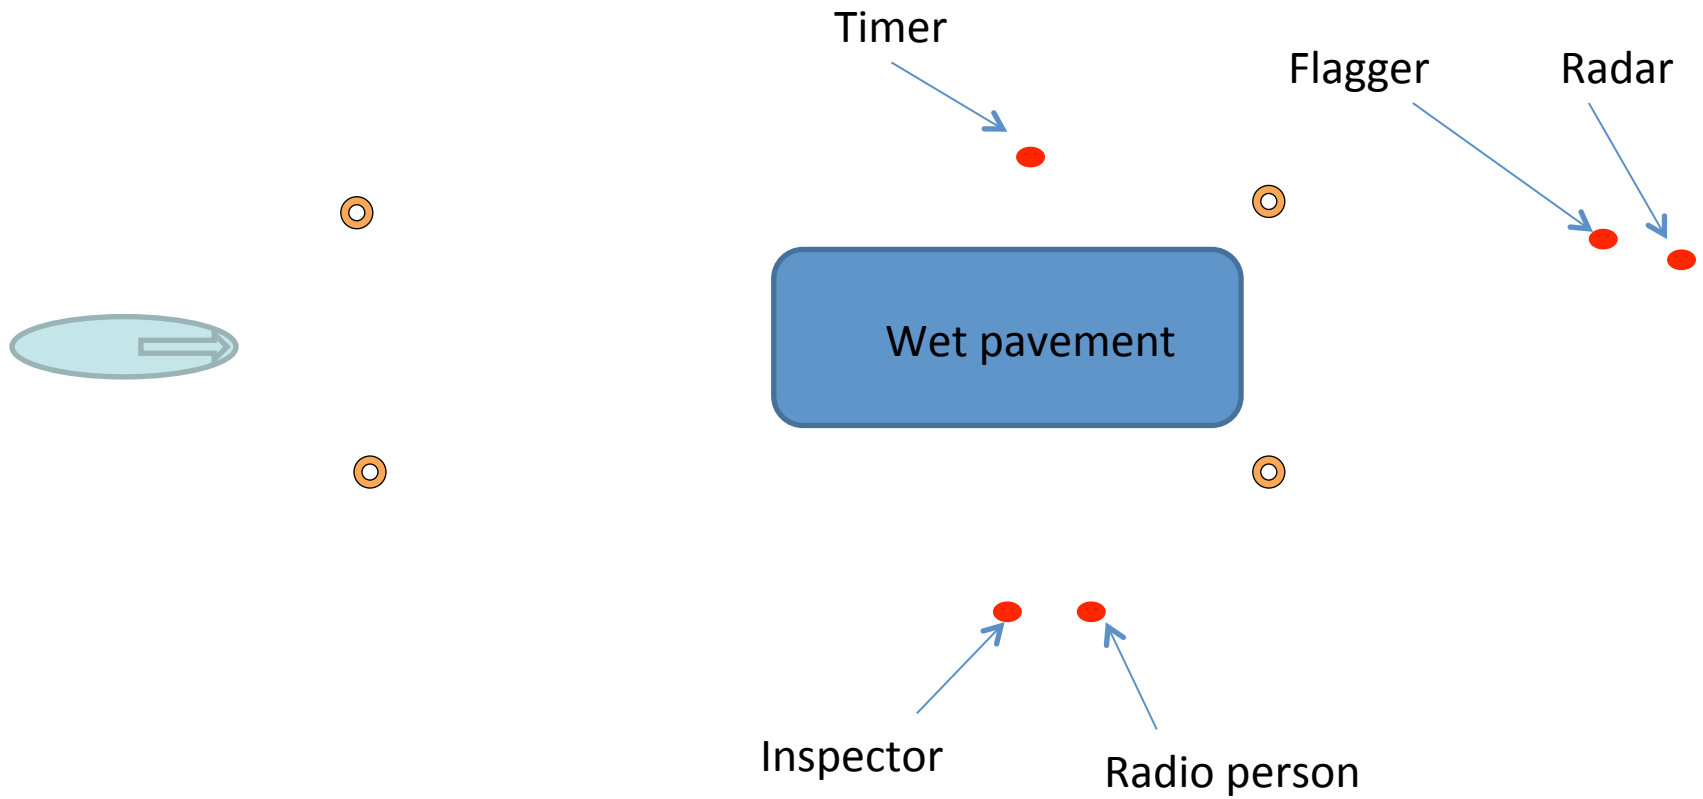 Timer
Flagger
Radar
Wet pavement
Inspector
Radio person